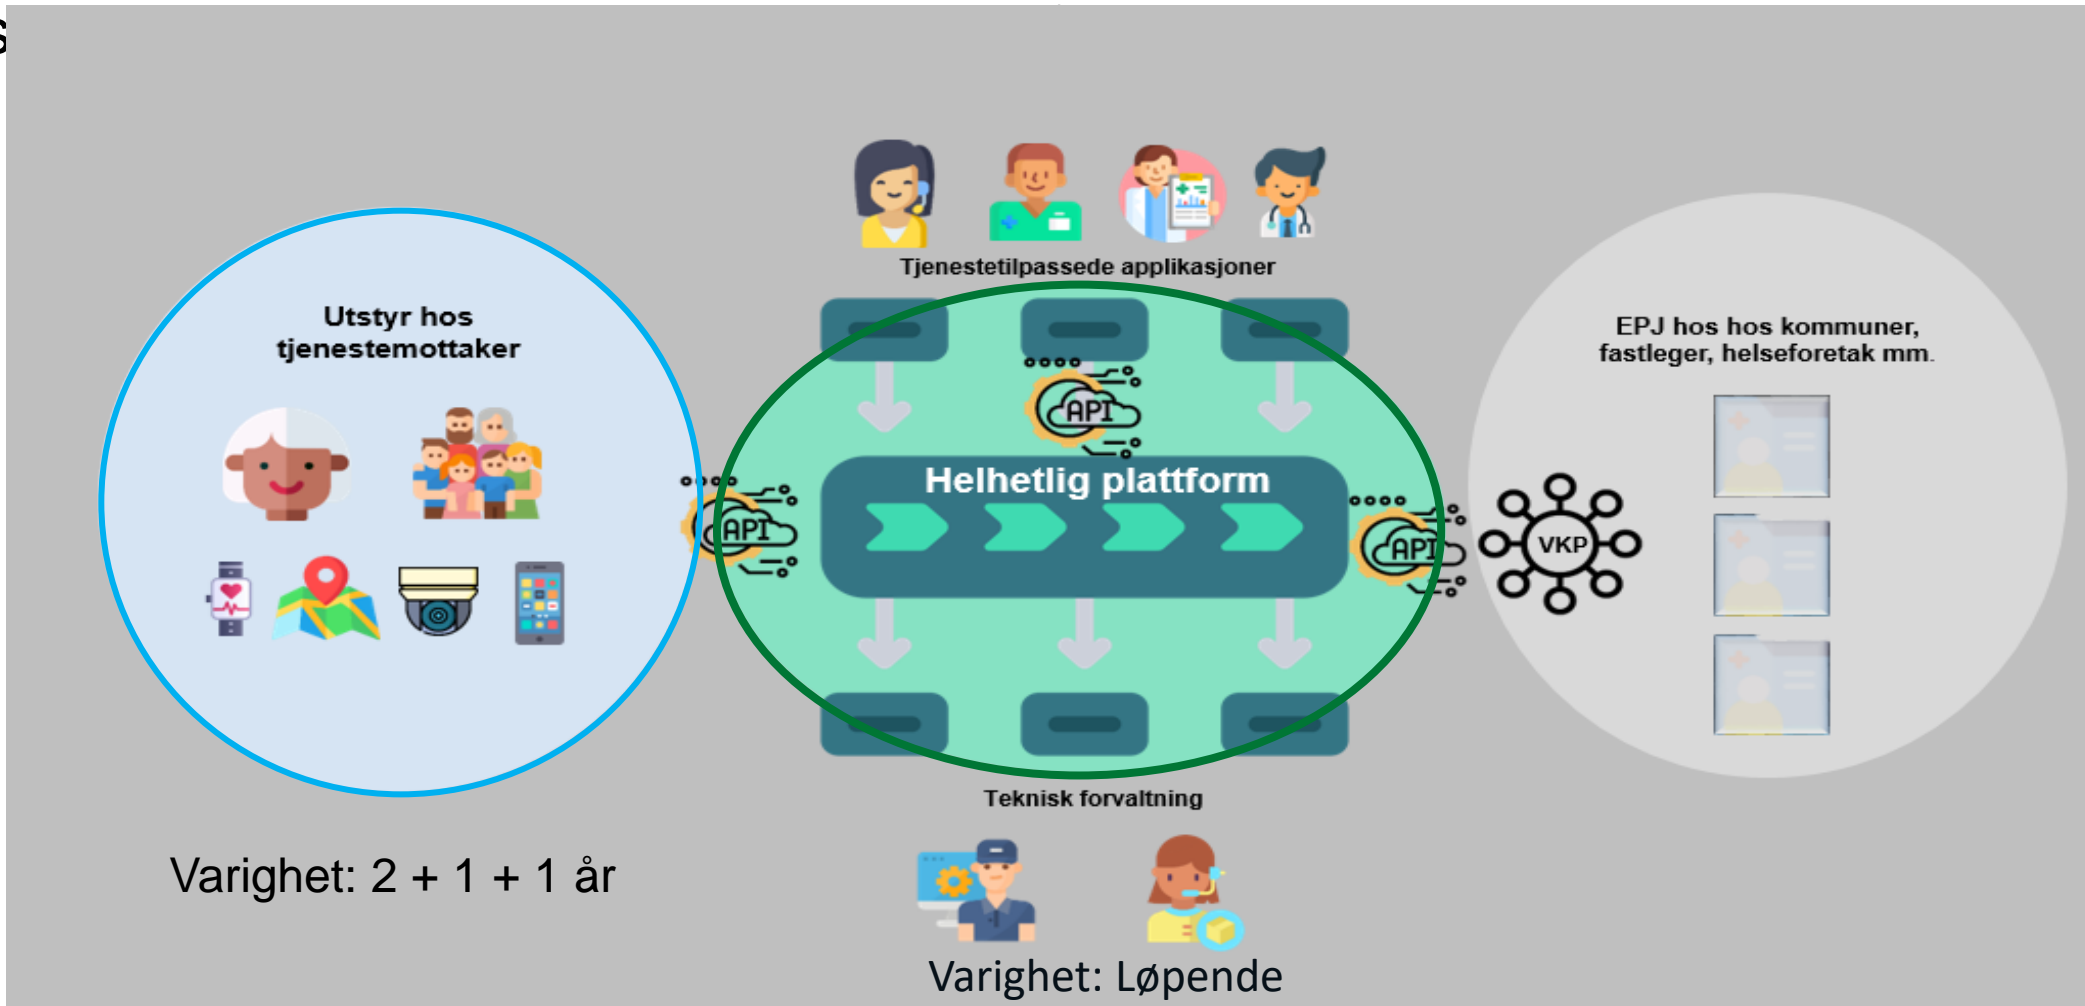 Tjenestetilpassede applikasjoner
Utstyr hos
tjenestemottaker
EPJ hos hos kommuner,
fastleger, helseforetak mm.
API
Helhetlig plattform
API
API
VKP
Teknisk forvaltning
Varighet: 2 + 1 + 1 år
Varighet: Løpende